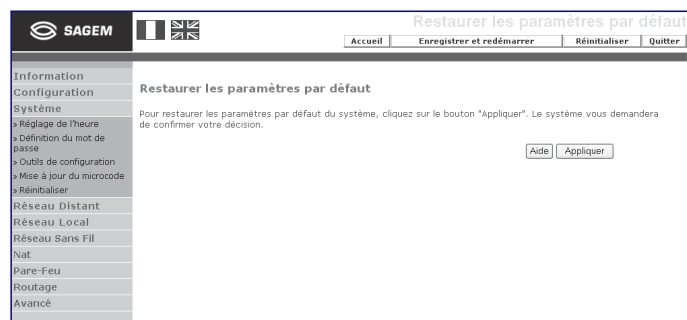 SAGEM
Restaurer les paramètres par défaut
Accueil
Enregistrer et redémarrer
Réinitialiser
Quitter
Information
Configuration
Système
» Réglage de l'heure
» Définition du mot de
passe
» Outils de configuration
» Mise à jour du microcode
» Réinitialiser
Réseau Distant
Réseau Local
Réseau Sans Fil
Nat
Pare-Feu
Routage
Avancé
Restaurer les paramètres par défaut
Pour restaurer les paramètres par défaut du système, cliquez sur le bouton "Appliquer". Le système vous demandera
de confirmer votre décision.
Aide
Appliquer